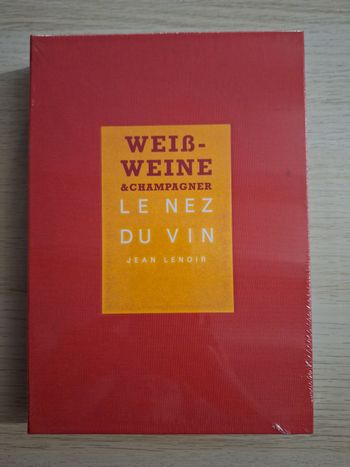 WEIß-
WEINE
&CHAMPAGNER
LE NEZ
DU VIN
JEAN LENOIR